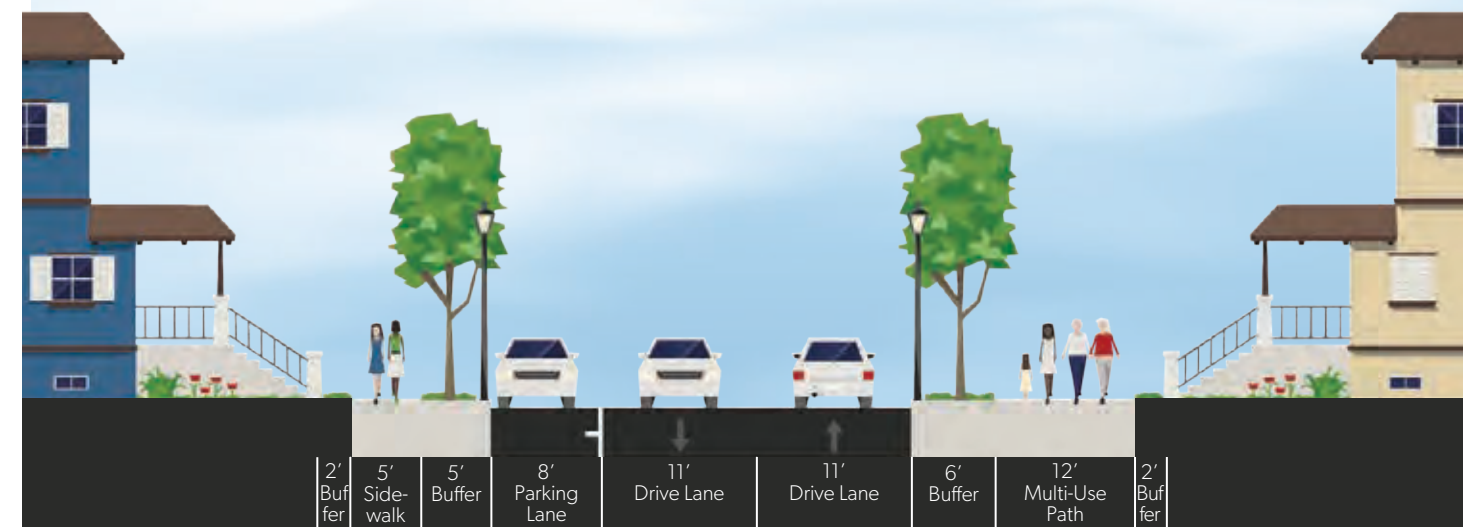 2’
Buf
fer
5’
Side-
walk
5’
Buffer
8’
Parking
Lane
11’
Drive Lane
11’
Drive Lane
6’
Buffer
12’
Multi-Use
Path
2’
Buf
fer